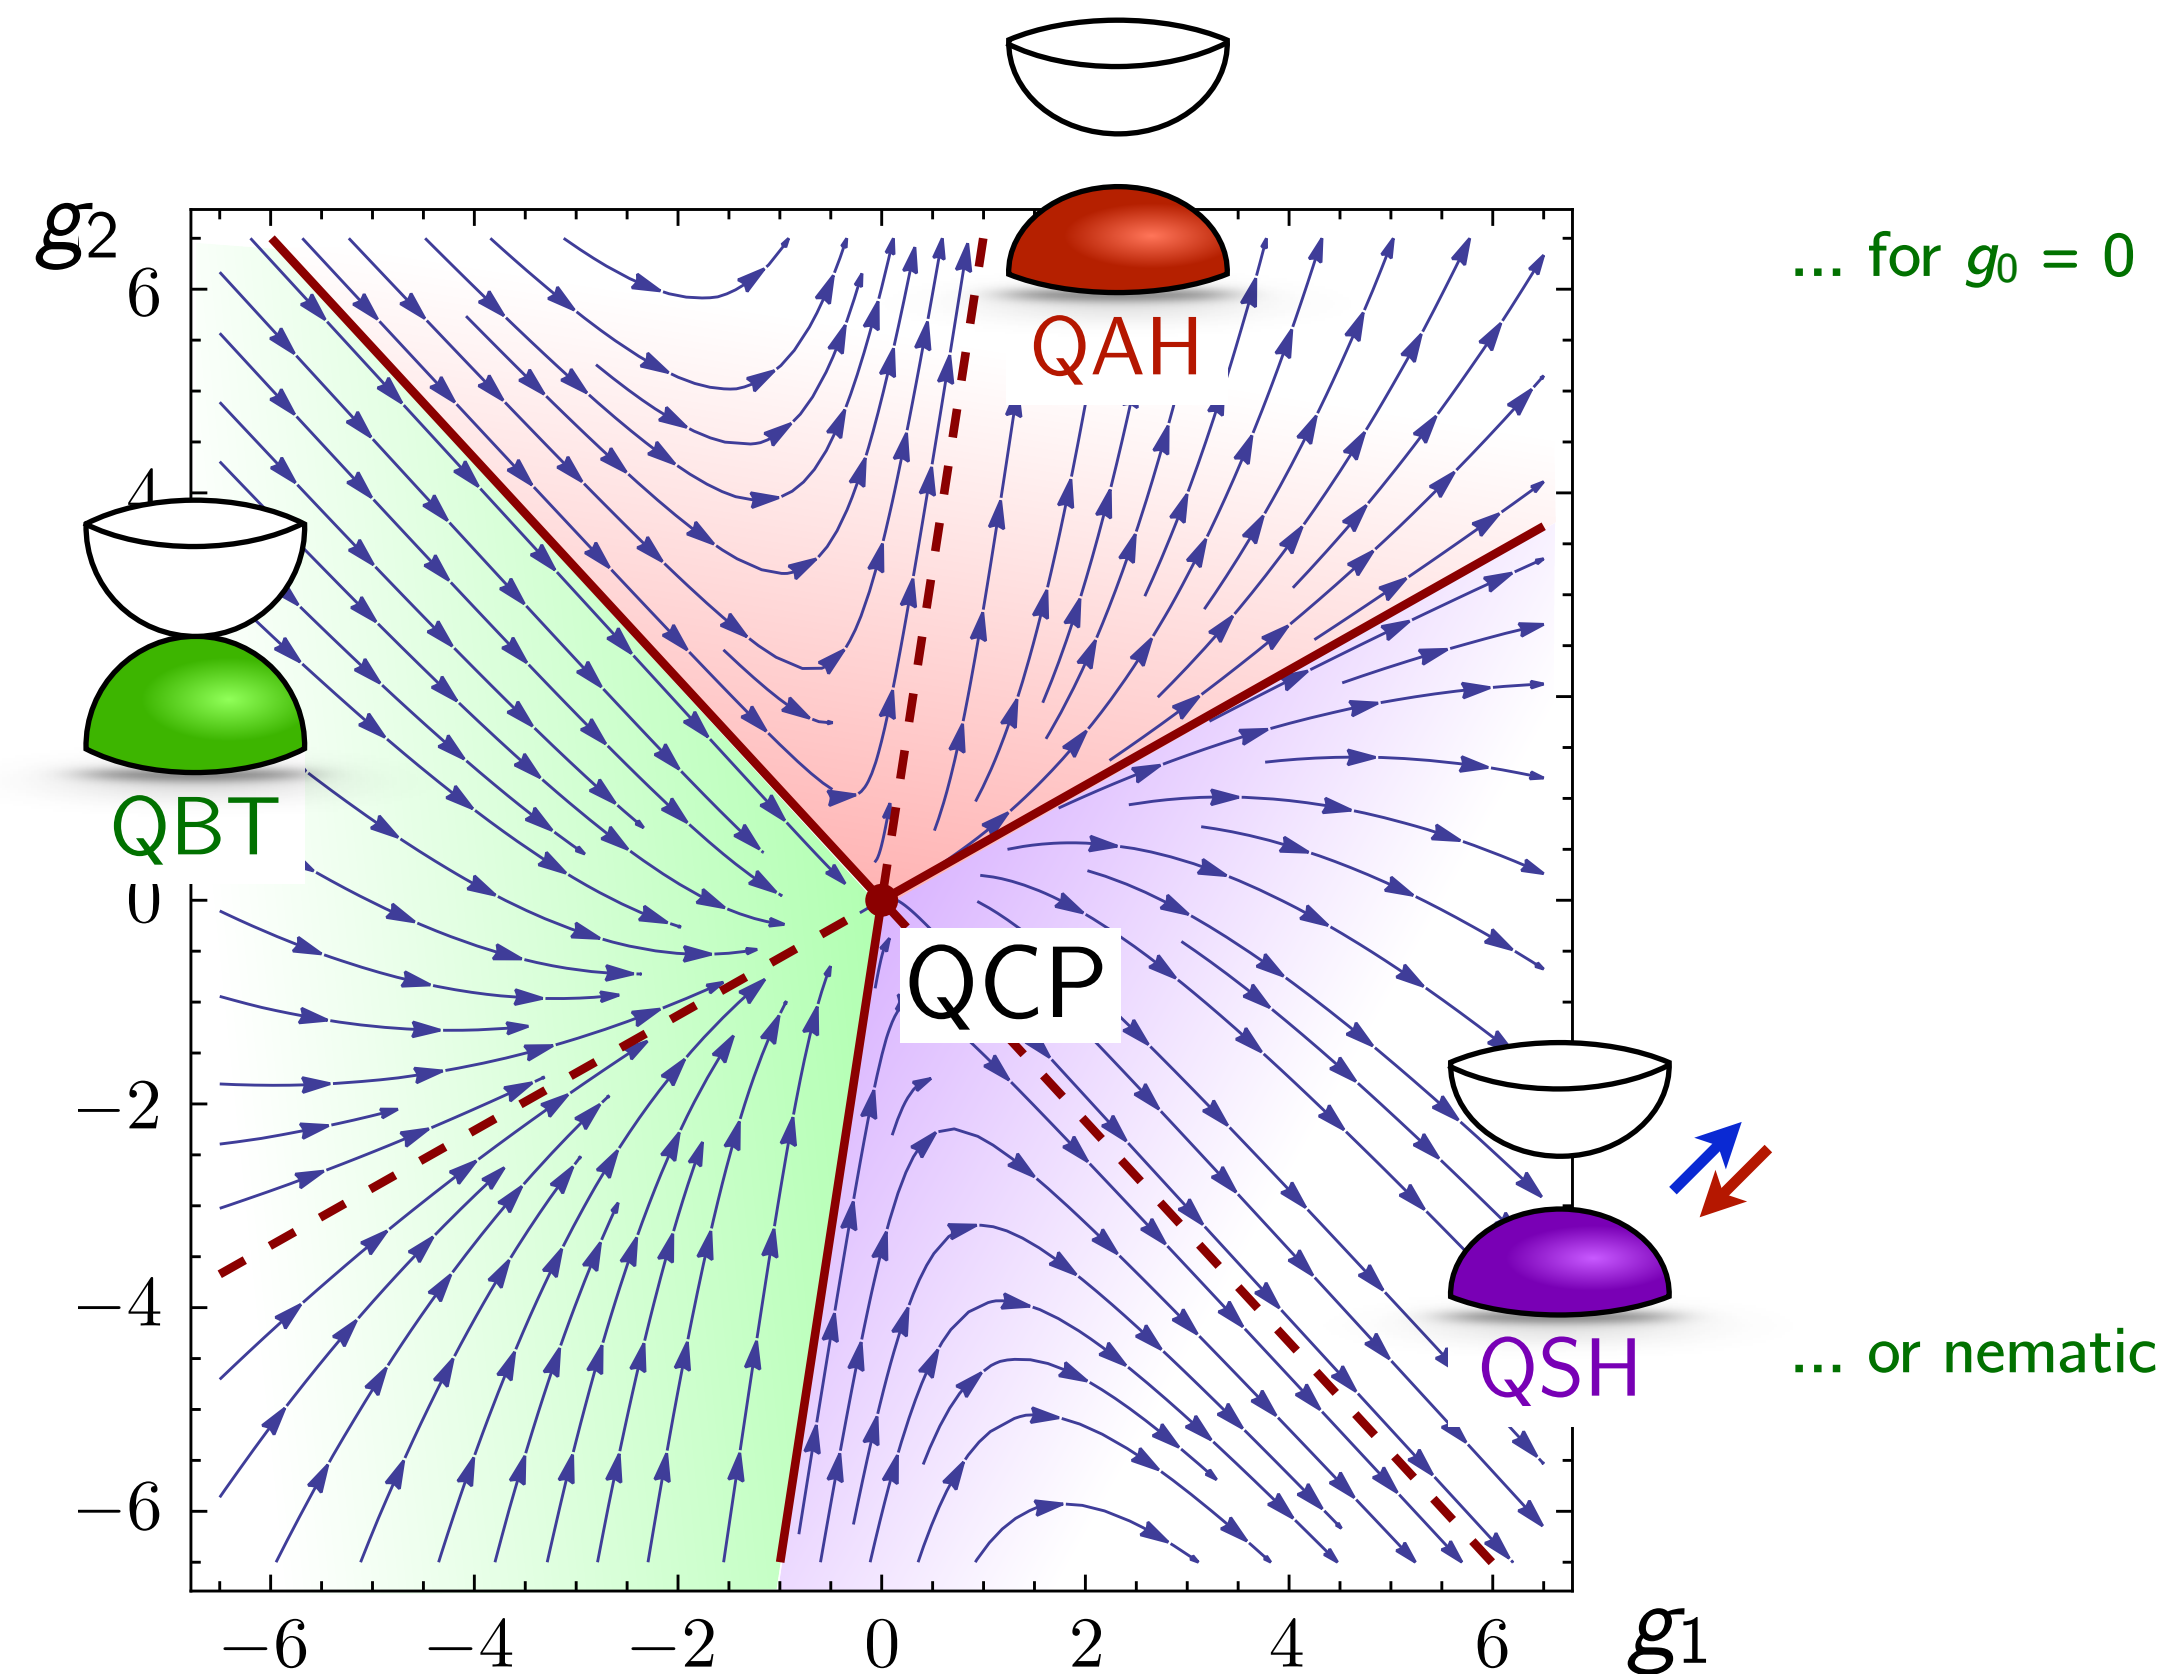 g2
... for g0 = 0
6
QAH
4
QBT
0
QCP
−2
−4
QSH
... or nematic
−6
−6 −4 −2 0 2 4 6 g1